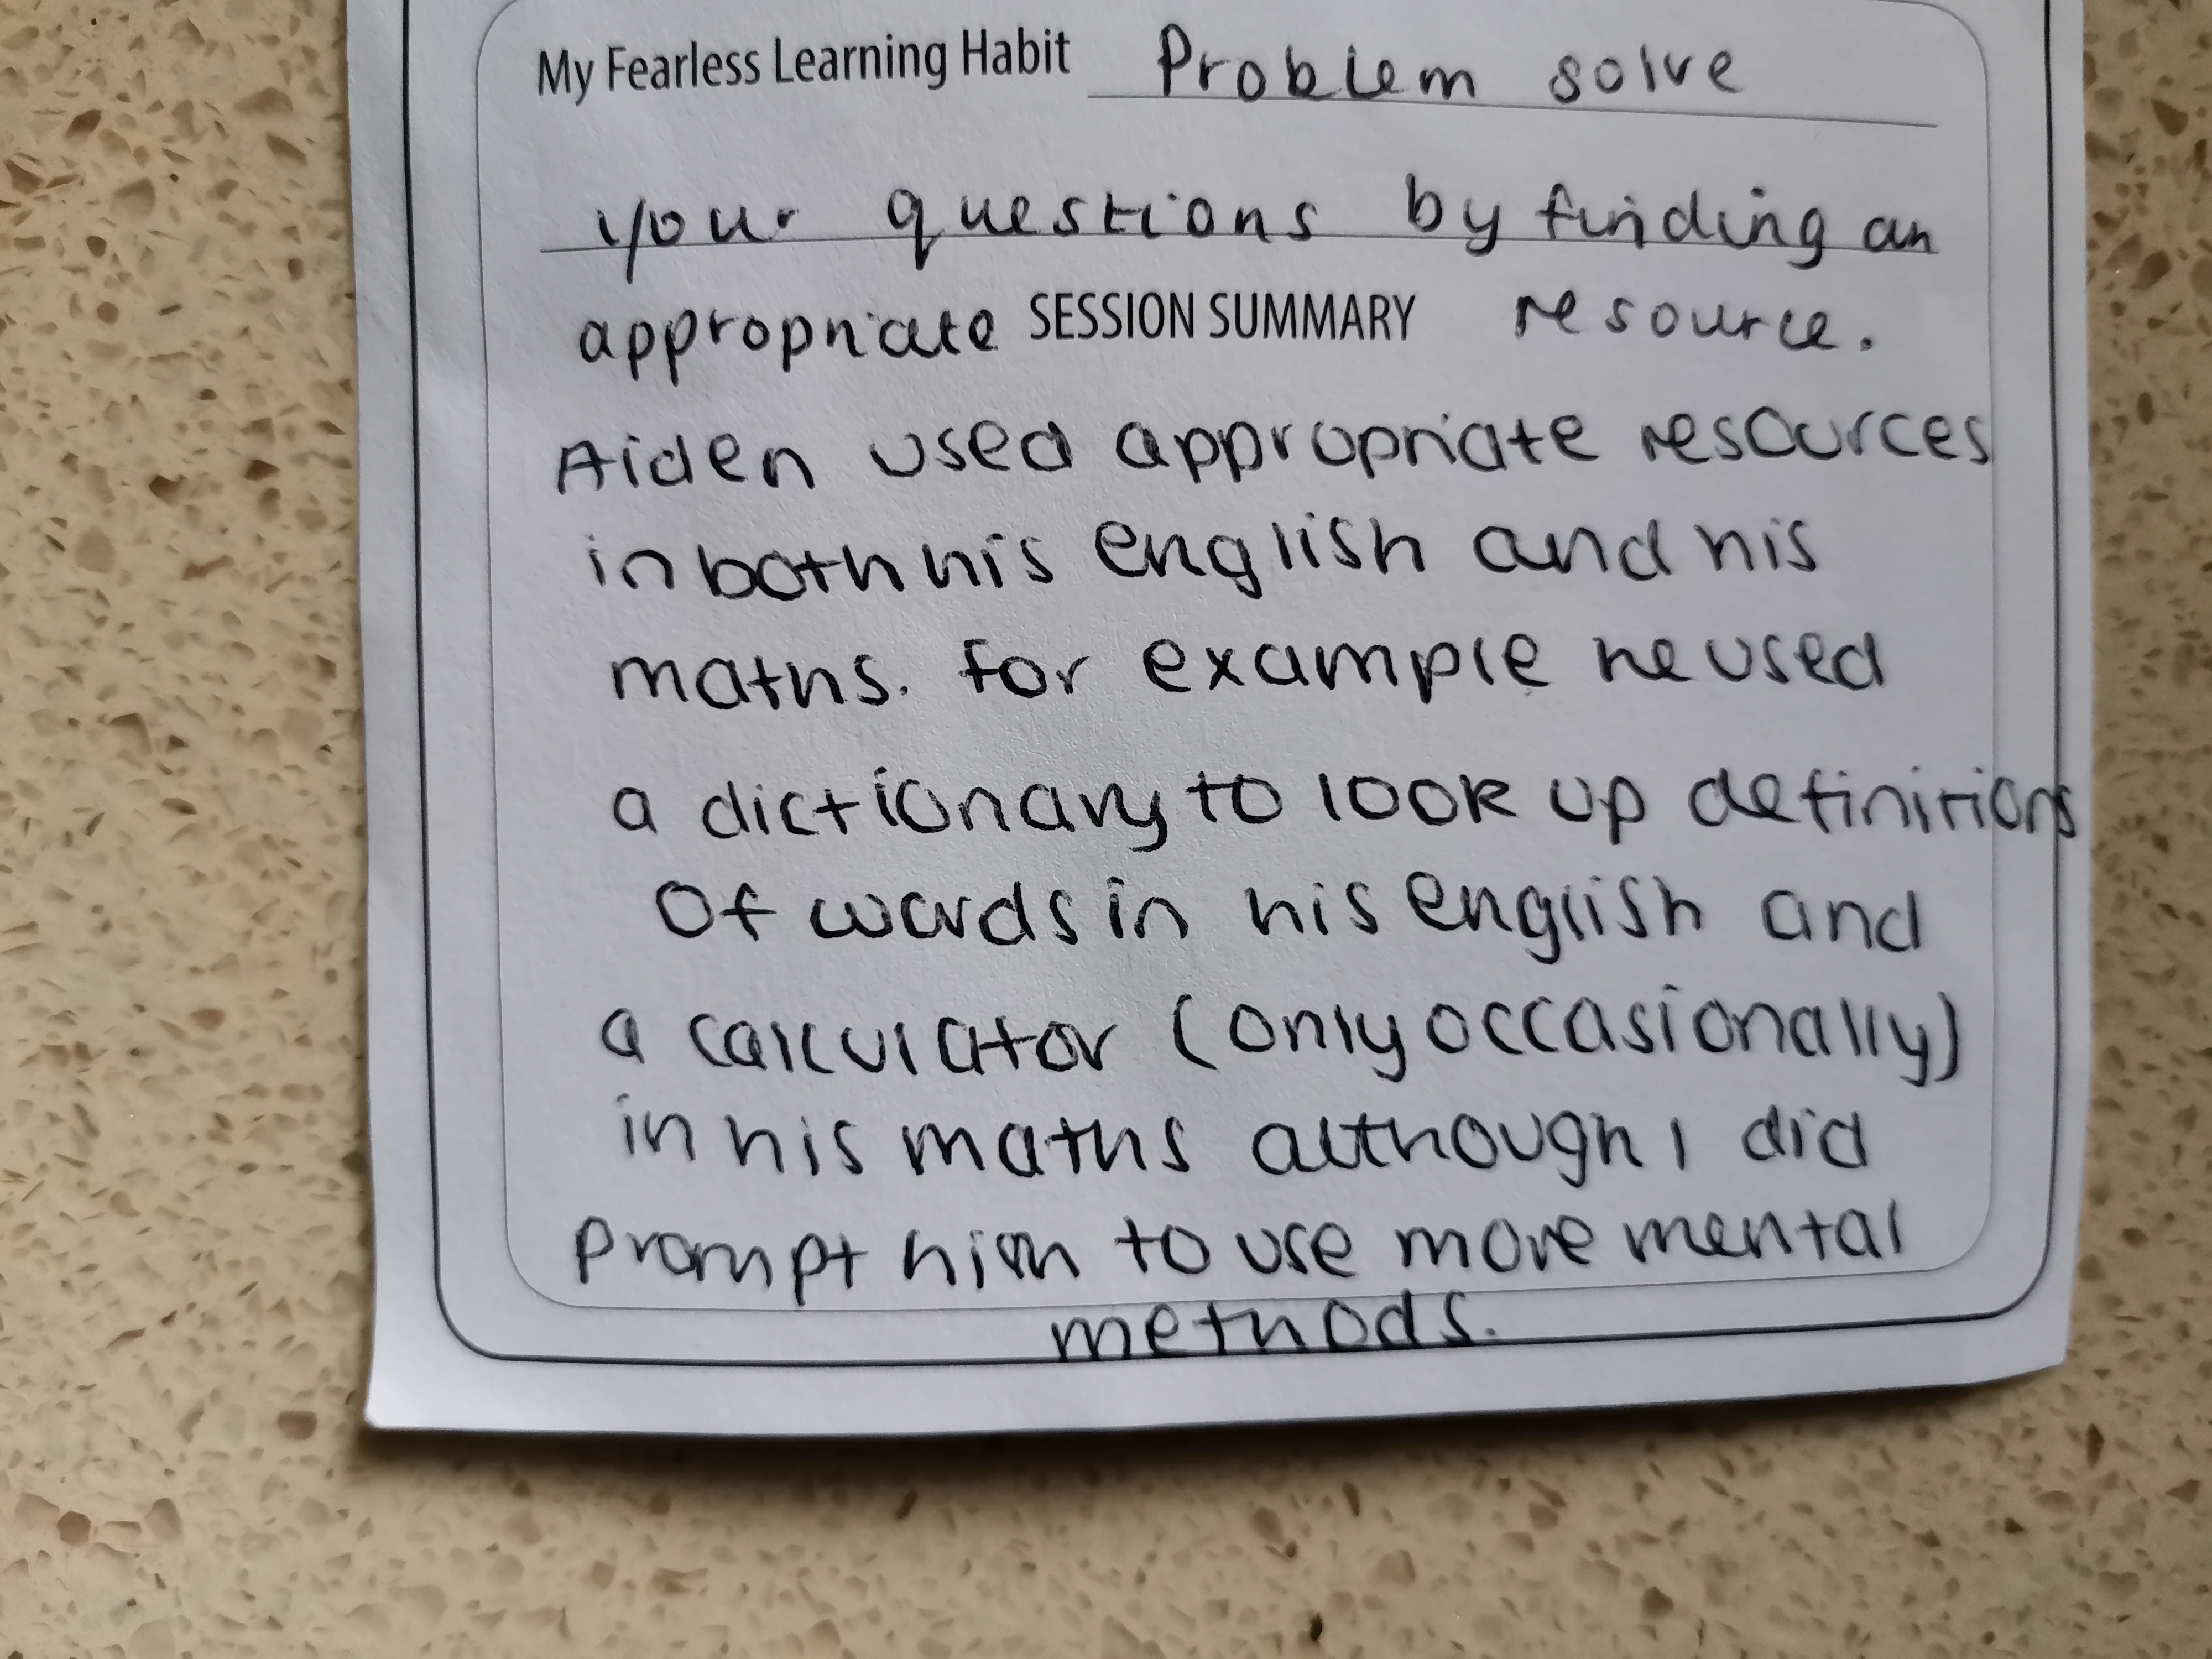 My Fearless Learning Habit Problem solve
your questions by finding an
appropriate SESSION SUMMARY resource.
Aiden used appropriate resources
in both his english and his
maths. for example he used
a dictionary to look up definitions
of words in his english and
a calculator (only occasionally)
in his maths although I did
Prompt him to use more mental
methods.